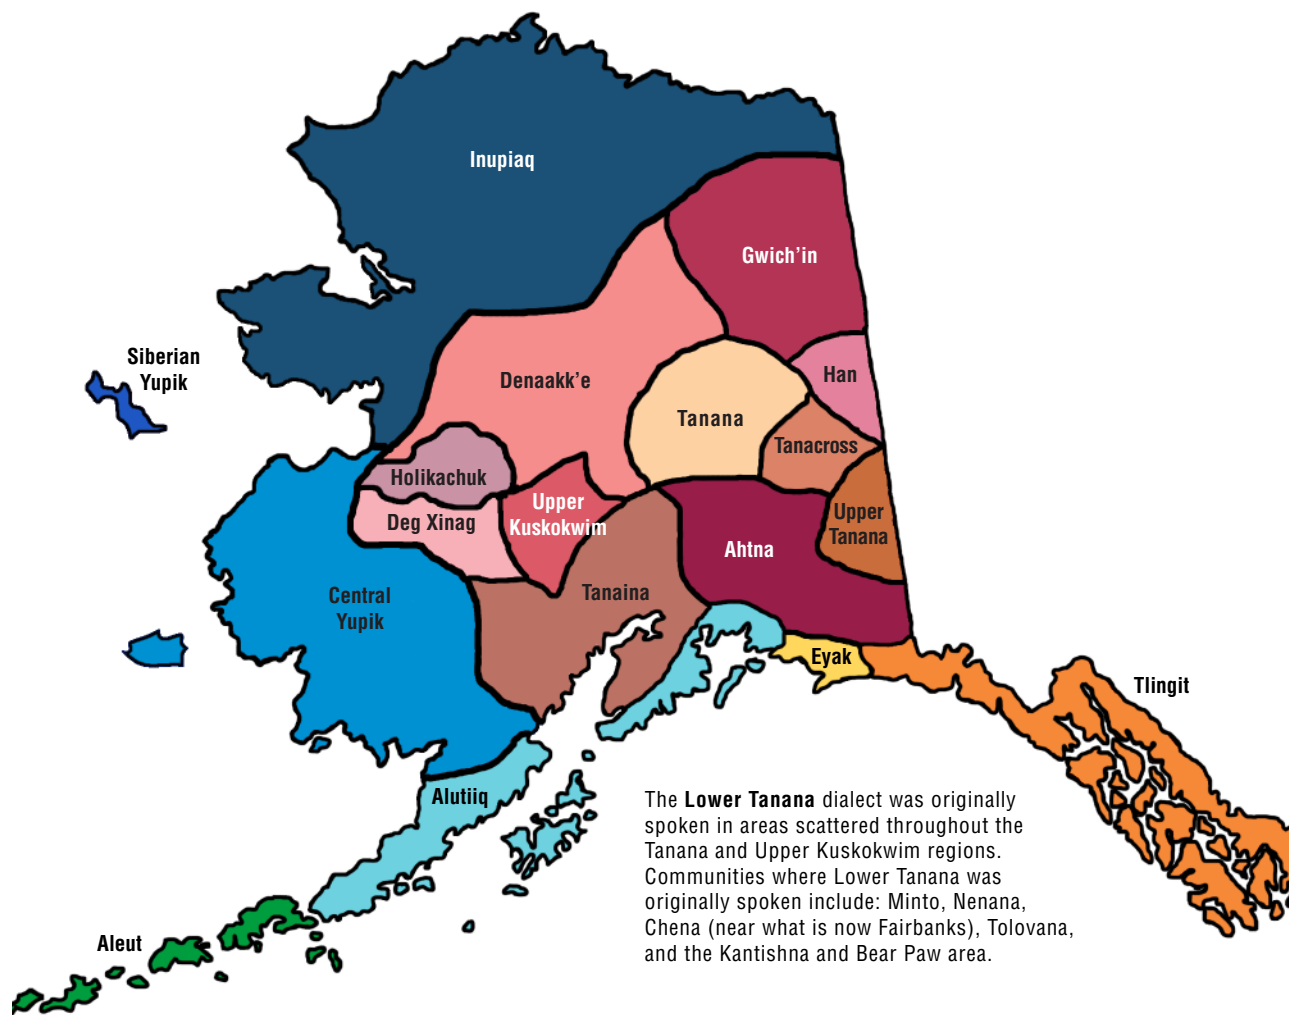 Inupiaq
Gwich’in
Siberian
Yupik
Denaakk’e
Han
Tanana
Tanacross
Holikachuk
Upper
Kuskokwim
Deg Xinag
Upper
Tanana
Ahtna
Central
Yupik
Tanaina
Eyak
Tlingit
Alutiiq
The Lower Tanana dialect was originally
spoken in areas scattered throughout the
Tanana and Upper Kuskokwim regions.
Communities where Lower Tanana was
originally spoken include: Minto, Nenana,
Chena (near what is now Fairbanks), Tolovana,
and the Kantishna and Bear Paw area.
Aleut